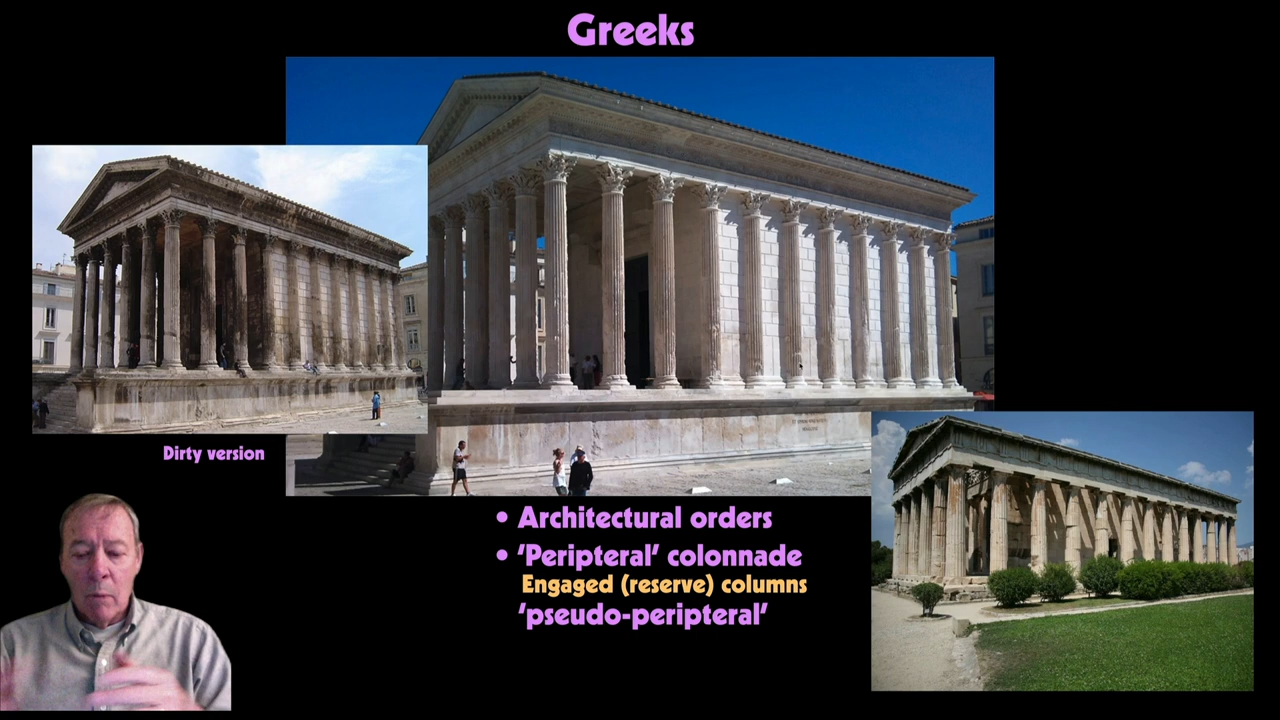 Greeks
Dirty version
• Architectural orders
• ‘Peripteral’ colonnade
Engaged (reserve) columns
‘pseudo-peripteral’